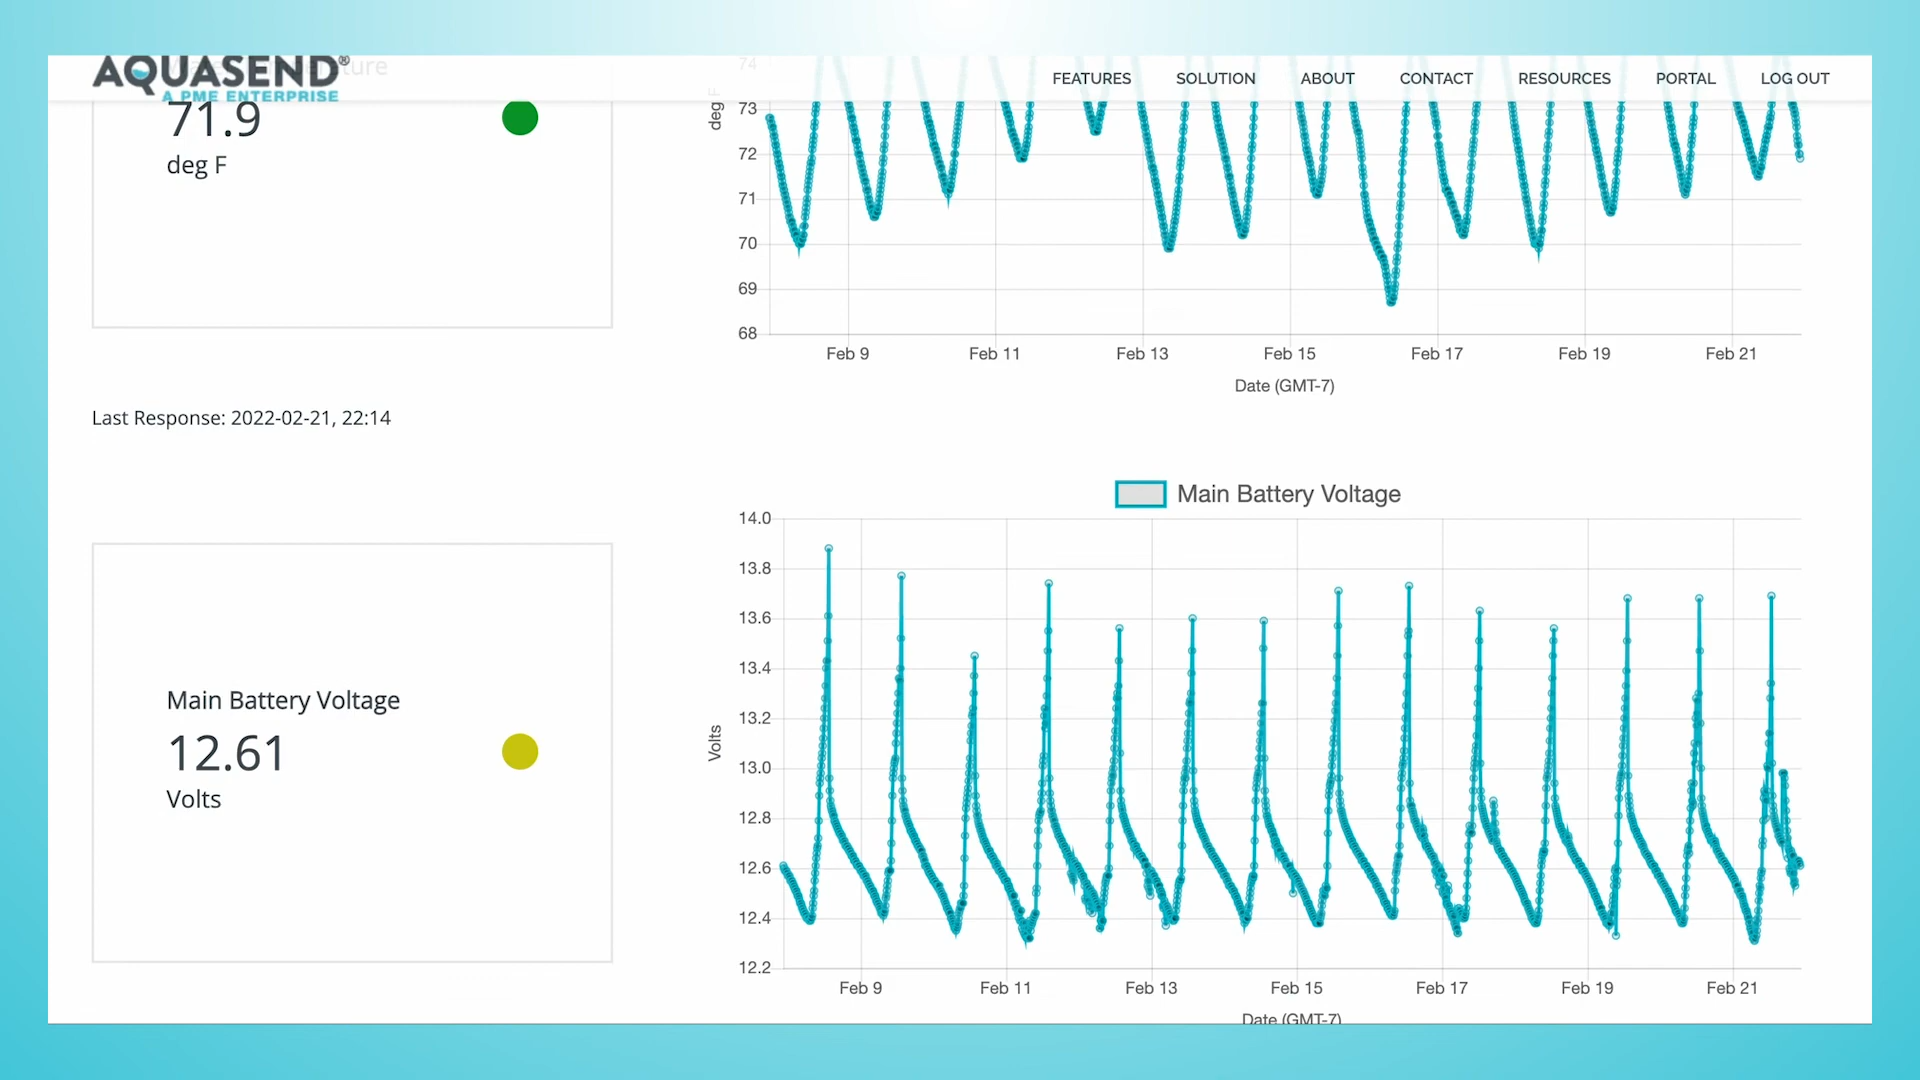 AQUASEND®
A PME ENTERPRISE
FEATURES SOLUTION ABOUT CONTACT RESOURCES PORTAL LOG OUT
71.9
deg F
deg F
74
73
72
71
70
69
68
Feb 9 Feb 11 Feb 13 Feb 15 Feb 17 Feb 19 Feb 21
Date (GMT-7)
Last Response: 2022-02-21, 22:14
Main Battery Voltage
12.61
Volts
Main Battery Voltage
Volts
14.0
13.8
13.6
13.4
13.2
13.0
12.8
12.6
12.4
12.2
Feb 9 Feb 11 Feb 13 Feb 15 Feb 17 Feb 19 Feb 21
Date (GMT-7)